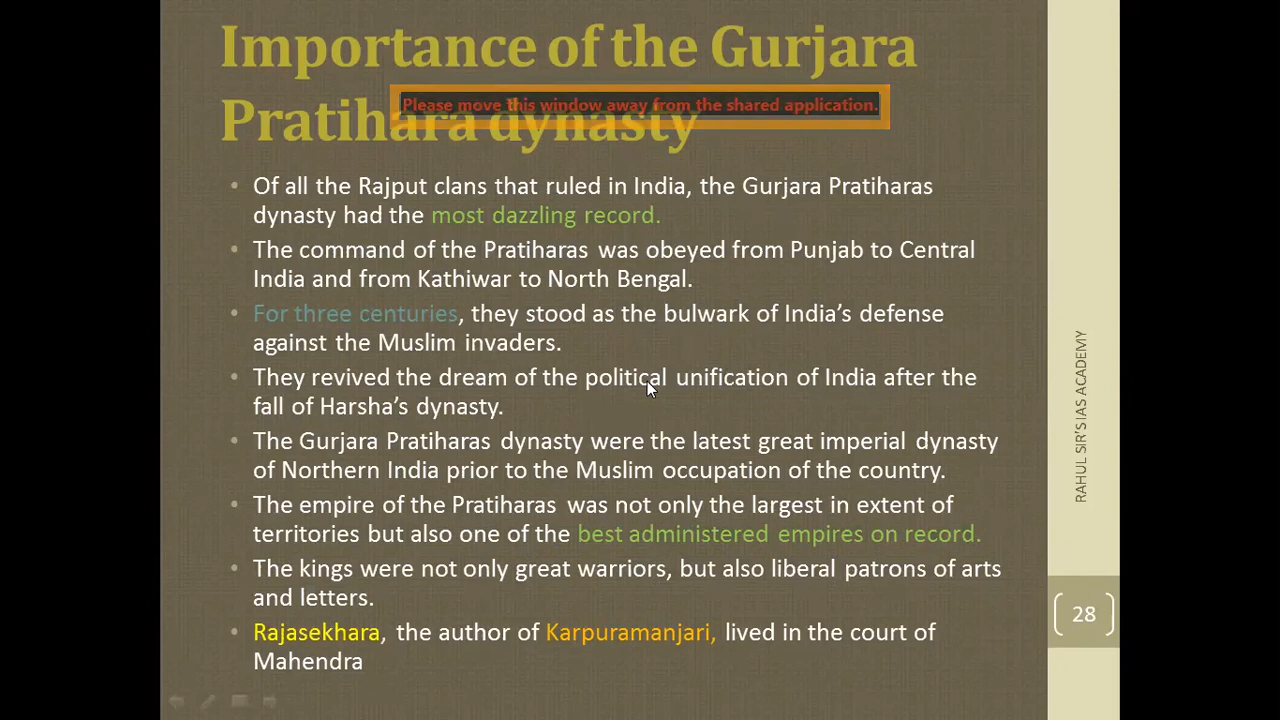 Importance of the Gurjara
Please move this window away from the shared application.
Pratihara dynasty
• Of all the Rajput clans that ruled in India, the Gurjara Pratiharas
dynasty had the most dazzling record.
• The command of the Pratiharas was obeyed from Punjab to Central
India and from Kathiwar to North Bengal.
• For three centuries, they stood as the bulwark of India's defense
against the Muslim invaders.
• They revived the dream of the political unification of India after the
fall of Harsha's dynasty.
• The Gurjara Pratiharas dynasty were the latest great imperial dynasty
of Northern India prior to the Muslim occupation of the country.
• The empire of the Pratiharas was not only the largest in extent of
territories but also one of the best administered empires on record.
• The kings were not only great warriors, but also liberal patrons of arts
and letters.
• Rajasekhara, the author of Karpuramanjari, lived in the court of
Mahendra
RAHUL SIR'S IAS ACADEMY
28